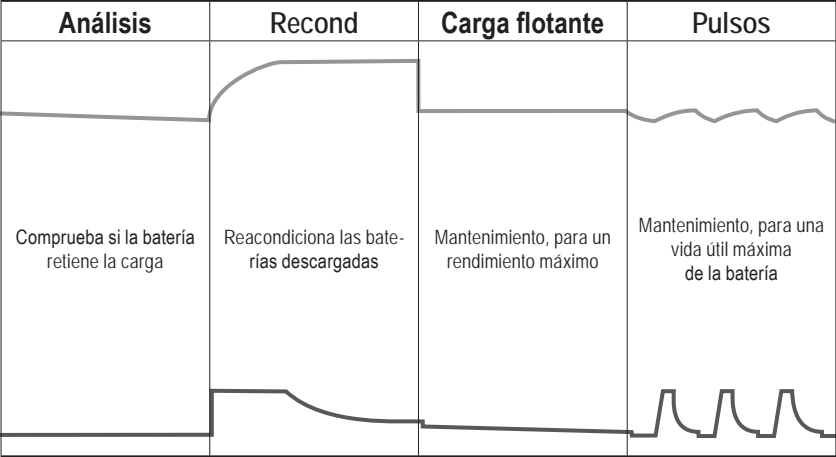 Análisis
Recond
Carga flotante
Pulsos
Comprueba si la batería
retiene la carga
Reacondiciona las bate-
rías descargadas
Mantenimiento, para un
rendimiento máximo
Mantenimiento, para una
vida útil máxima
de la batería